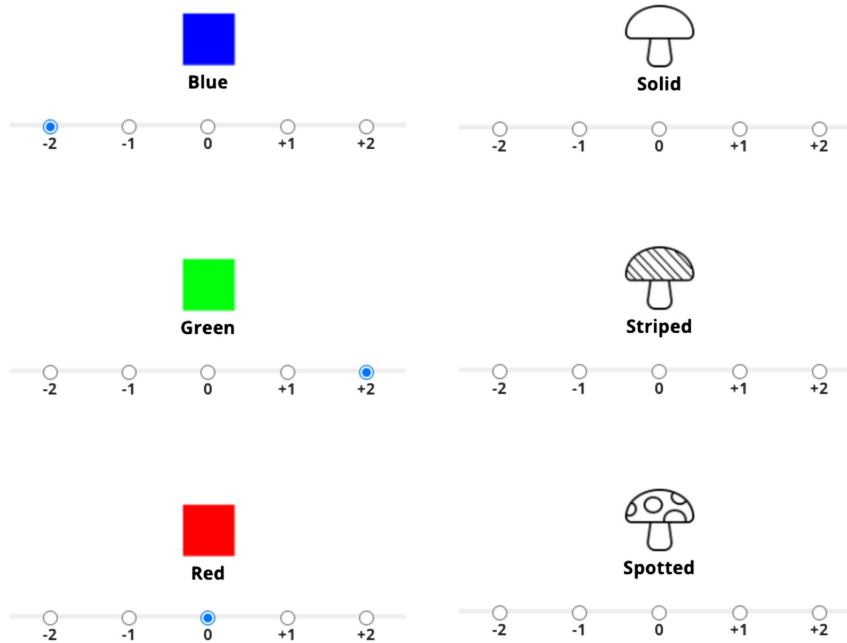 Blue
-2 -1 0 +1 +2
Solid
-2 -1 0 +1 +2
Green
-2 -1 0 +1 +2
Striped
-2 -1 0 +1 +2
Red
-2 -1 0 +1 +2
Spotted
-2 -1 0 +1 +2